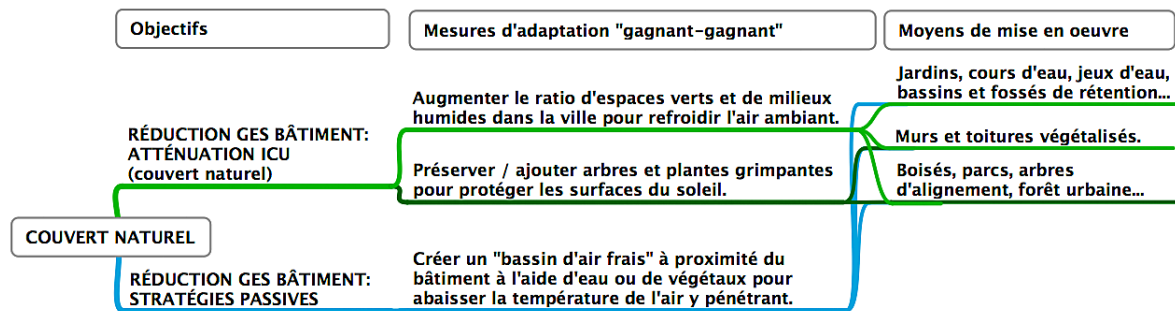 Objectifs
Mesures d'adaptation "gagnant-gagnant"
Moyens de mise en oeuvre
COUVERT NATUREL
RÉDUCTION GES BÂTIMENT:
ATTÉNUATION ICU
(couvert naturel)
Augmenter le ratio d'espaces verts et de milieux
humides dans la ville pour refroidir l'air ambiant.
Préserver / ajouter arbres et plantes grimpantes
pour protéger les surfaces du soleil.
Jardins, cours d'eau, jeux d'eau,
bassins et fossés de rétention...
Murs et toitures végétalisés.
Boisés, parcs, arbres
d'alignement, forêt urbaine...
RÉDUCTION GES BÂTIMENT:
STRATÉGIES PASSIVES
Créer un "bassin d'air frais" à proximité du
bâtiment à l'aide d'eau ou de végétaux pour
abaisser la température de l'air y pénétrant.